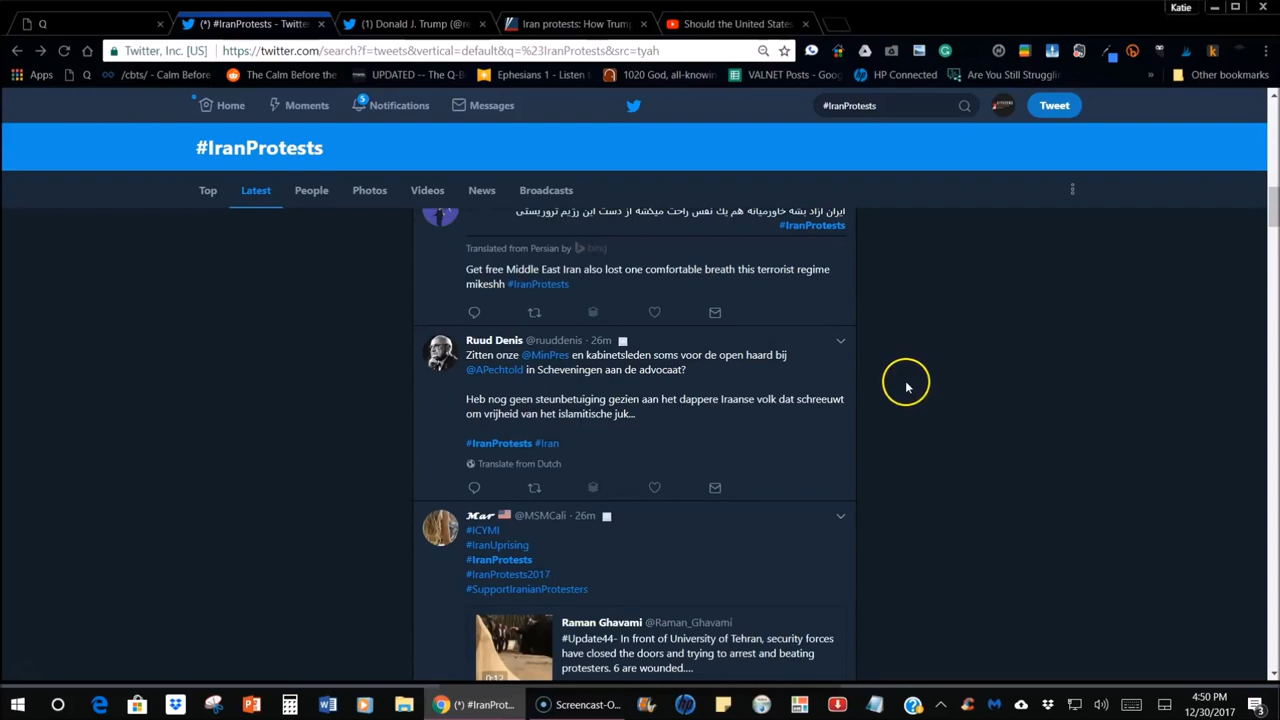 Katie
Q
(*) #IranProtests - Twitte
(1) Donald J. Trump (@re
Iran protests: How Trum
Should the United States
Twitter, Inc. [US]
https://twitter.com/search?f=tweets&vertical=default&q=%23IranProtests&src=tyah
Apps
Q
/cbts/ - Calm Before
The Calm Before the
UPDATED -- The Q-B
Ephesians 1 - Listen t
1020 God, all-knowin
VALNET Posts - Goog
HP Connected
Are You Still Struggli
»
Other bookmarks
Home
Moments
5
Notifications
Messages
#IranProtests
Tweet
#IranProtests
Top
Latest
People
Photos
Videos
News
Broadcasts
ایران ازاد بشه خاورمیانه هم یك نفس راحت میکشه از دست این رژیم تروریستی
#IranProtests
Translated from Persian by bing
Get free Middle East Iran also lost one comfortable breath this terrorist regime
mikeshh #IranProtests
Ruud Denis @ruuddenis · 26m
Zitten onze @MinPres en kabinetsleden soms voor de open haard bij
@APechtold in Scheveningen aan de advocaat?
Heb nog geen steunbetuiging gezien aan het dappere Iraanse volk dat schreeuwt
om vrijheid van het islamitische juk...
#IranProtests #Iran
Translate from Dutch
Mar @MSMCali · 26m
#ICYMI
#IranUprising
#IranProtests
#IranProtests2017
#SupportIranianProtesters
Raman Ghavami @Raman_Ghavami
#Update44- In front of University of Tehran, security forces
have closed the doors and trying to arrest and beating
protesters. 6 are wounded....
0:12
(*) #IranProt...
Screencast-O...
4:50 PM
12/30/2017
3